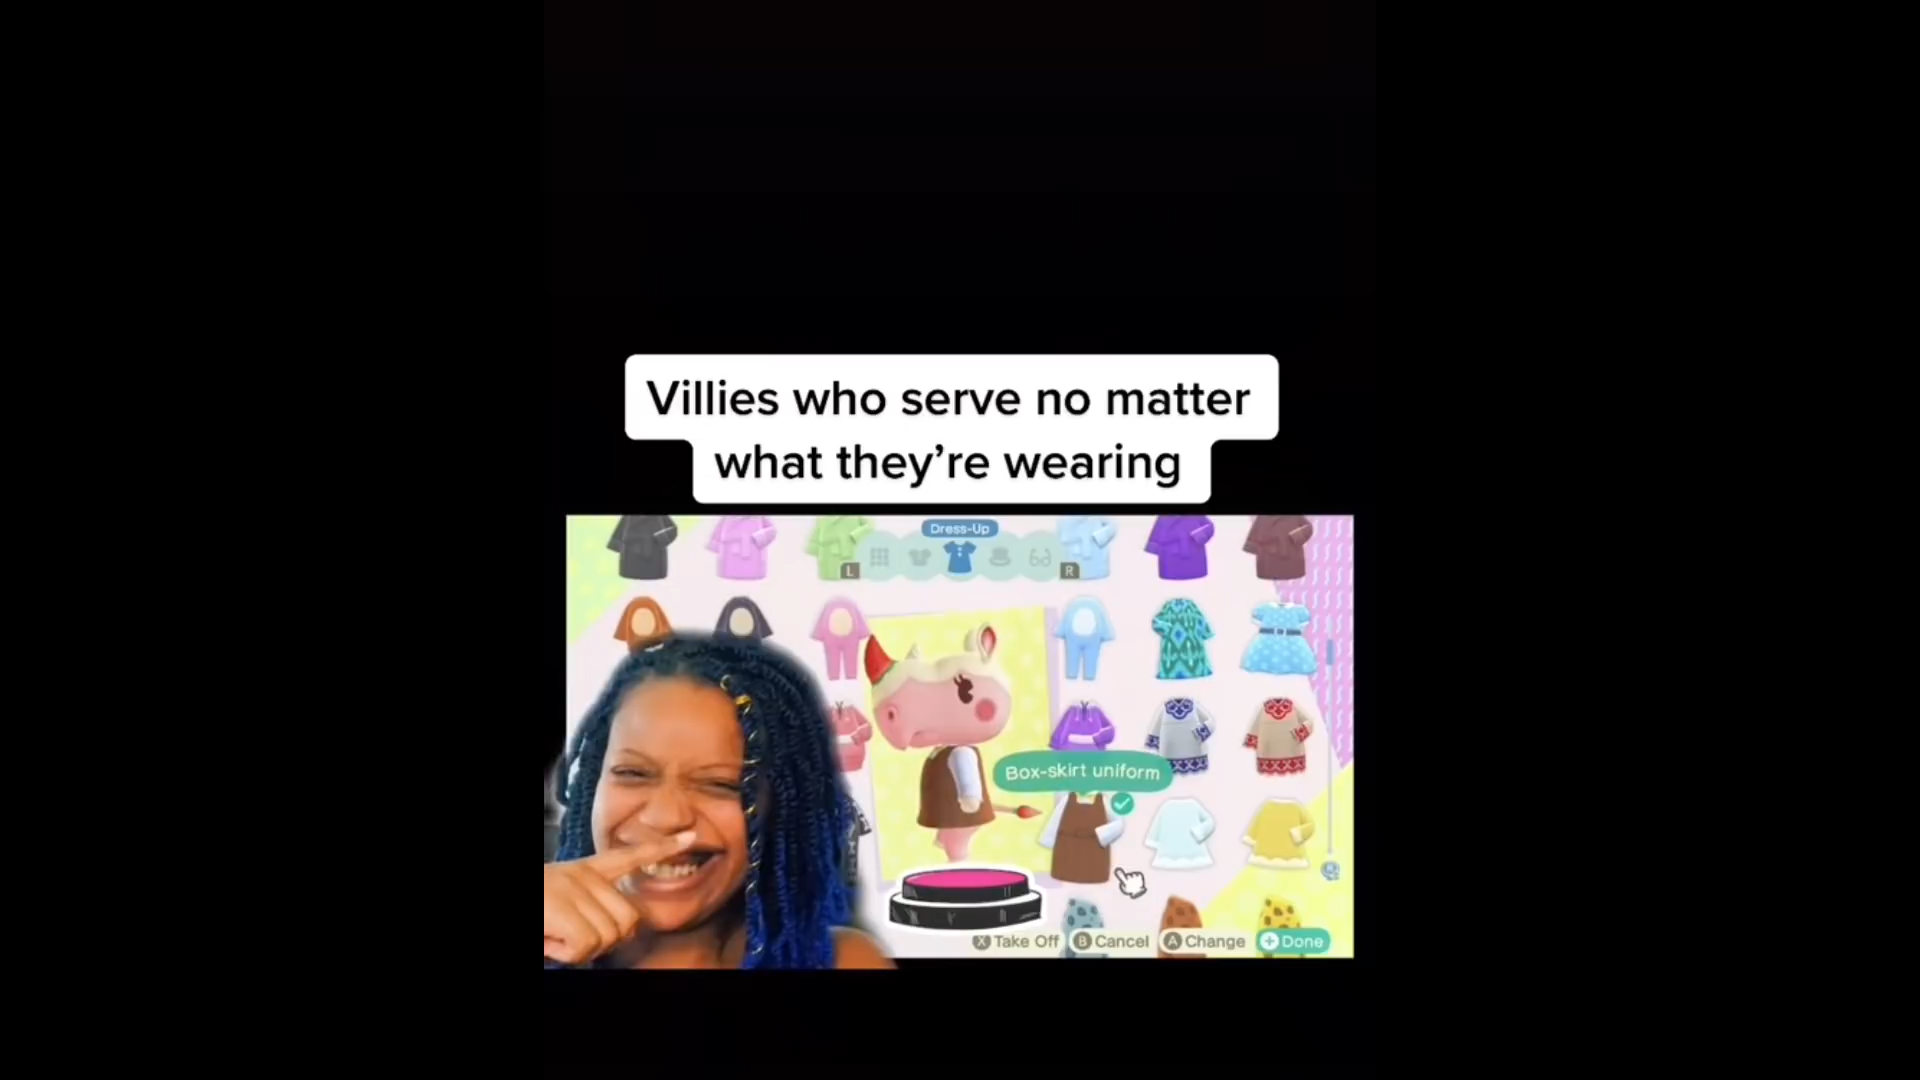 Villies who serve no matter
what they’re wearing
Dress-Up
L
R
Box-skirt uniform
X Take Off B Cancel A Change + Done